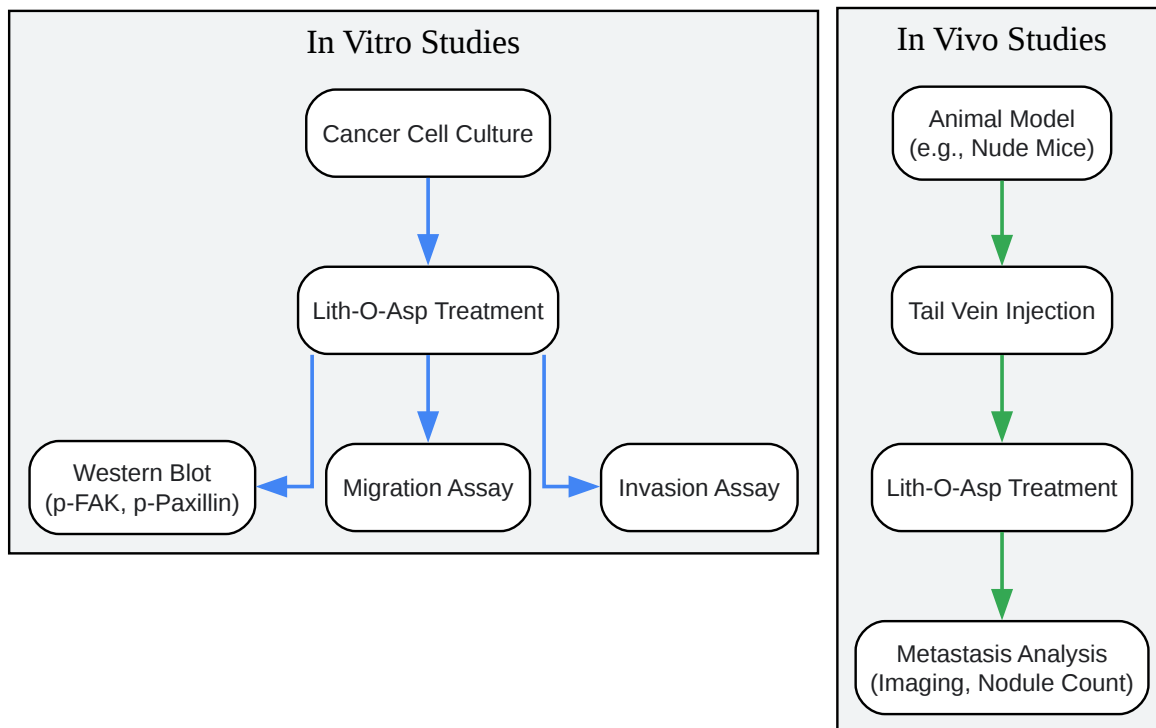 In Vitro Studies
Cancer Cell Culture
Lith-O-Asp Treatment
Western Blot
(p-FAK, p-Paxillin)
Migration Assay
Invasion Assay
In Vivo Studies
Animal Model
(e.g., Nude Mice)
Tail Vein Injection
Lith-O-Asp Treatment
Metastasis Analysis
(Imaging, Nodule Count)